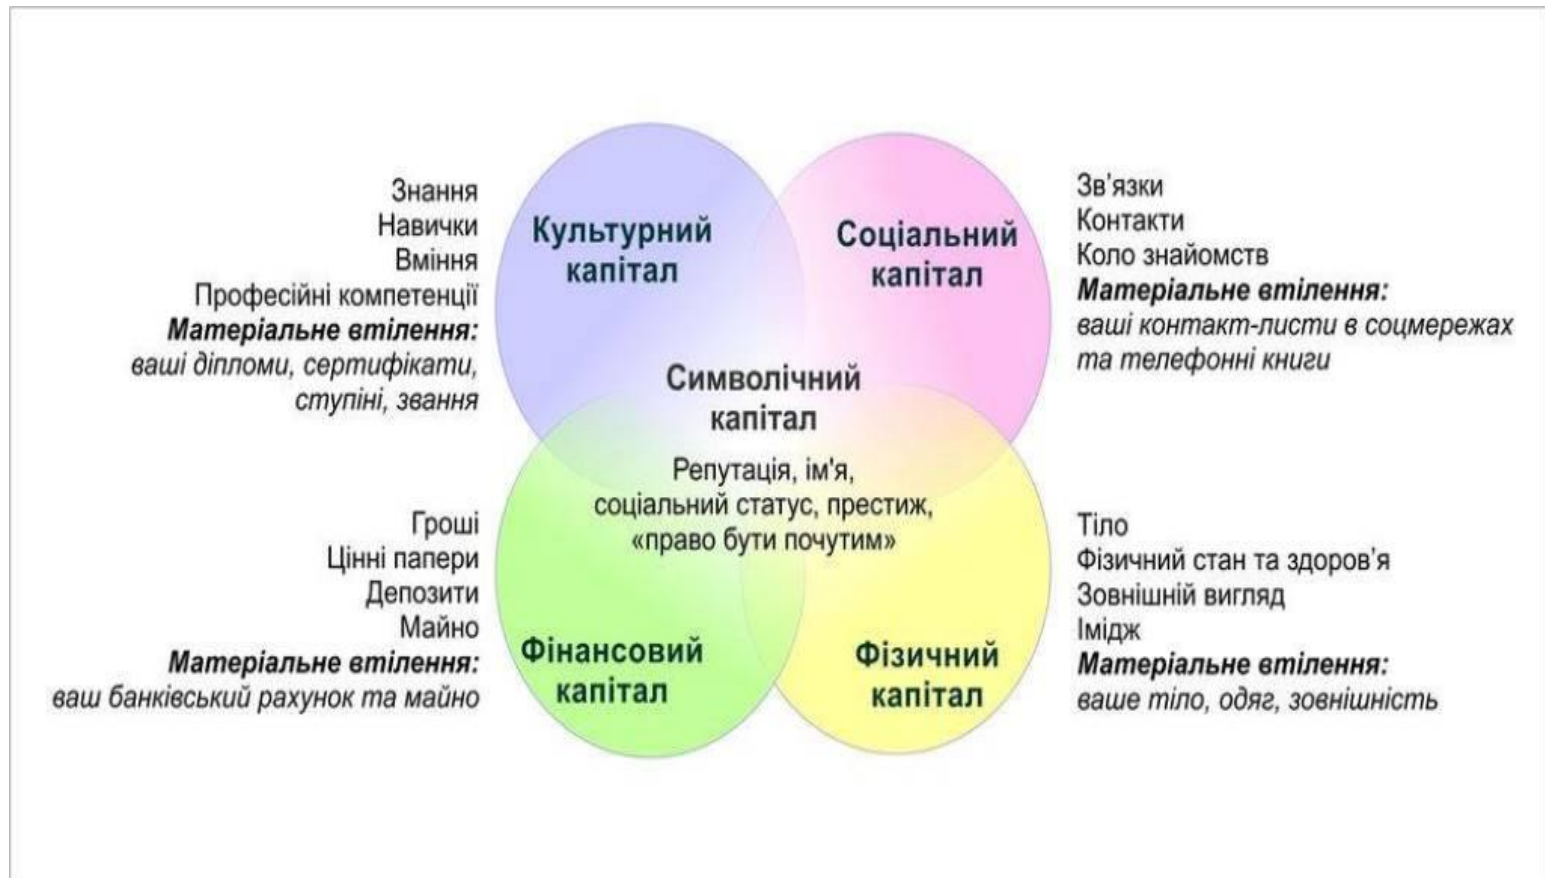 Знання
Навички
Вміння
Професійні компетенції
Матеріальне втілення:
ваші діпломи, сертифікати,
ступіні, звання
Культурний
капітал
Соціальний
капітал
Зв’язки
Контакти
Коло знайомств
Матеріальне втілення:
ваші контакт-листи в соцмережах
та телефонні книги
Символічний
капітал
Репутація, ім'я,
соціальний статус, престиж,
«право бути почутим»
Гроші
Цінні папери
Депозити
Майно
Матеріальне втілення:
ваш банківський рахунок та майно
Фінансовий
капітал
Фізичний
капітал
Тіло
Фізичний стан та здоров’я
Зовнішній вигляд
Імідж
Матеріальне втілення:
ваше тіло, одяг, зовнішність